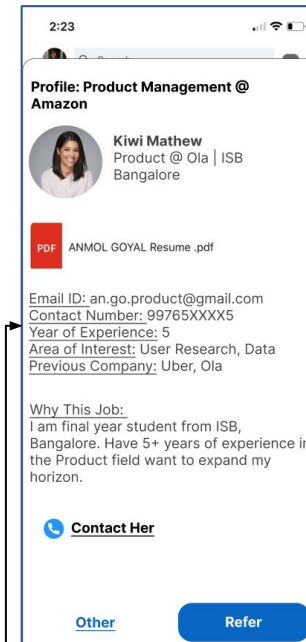 2:23
Search
Profile: Product Management @
Amazon
Kiwi Mathew
Product @ Ola | ISB
Bangalore
PDF
ANMOL GOYAL Resume .pdf
Email ID: an.go.product@gmail.com
Contact Number: 99765XXXX5
Year of Experience: 5
Area of Interest: User Research, Data
Previous Company: Uber, Ola
Why This Job:
I am final year student from ISB,
Bangalore. Have 5+ years of experience in
the Product field want to expand my
horizon.
Contact Her
Other
Refer